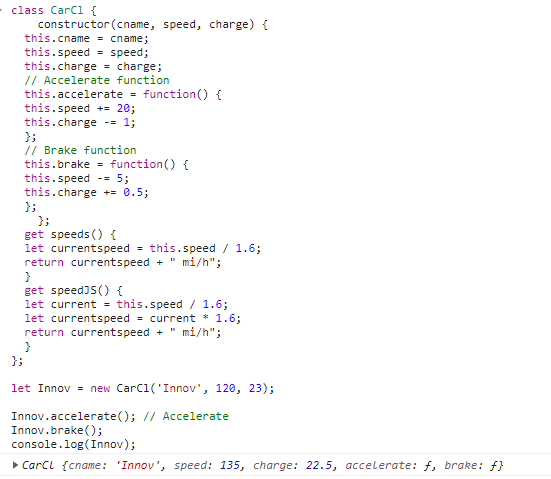 class CarCl {
    constructor(cname, speed, charge) {
  this.cname = cname;
  this.speed = speed;
  this.charge = charge;
  // Accelerate function
  this.accelerate = function() {
  this.speed += 20;
  this.charge -= 1;
  };
  // Brake function
  this.brake = function() {
  this.speed -= 5;
  this.charge += 0.5;
  };
    };
  get speeds() {
  let currentspeed = this.speed / 1.6;
  return currentspeed + " mi/h";
  }
  get speedJS() {
  let current = this.speed / 1.6;
  let currentspeed = current * 1.6;
  return currentspeed + " mi/h";
  }
};

let Innov = new CarCl('Innov', 120, 23);

Innov.accelerate(); // Accelerate
Innov.brake();
console.log(Innov);
CarCl {cname: 'Innov', speed: 135, charge: 22.5, accelerate: ƒ, brake: ƒ}